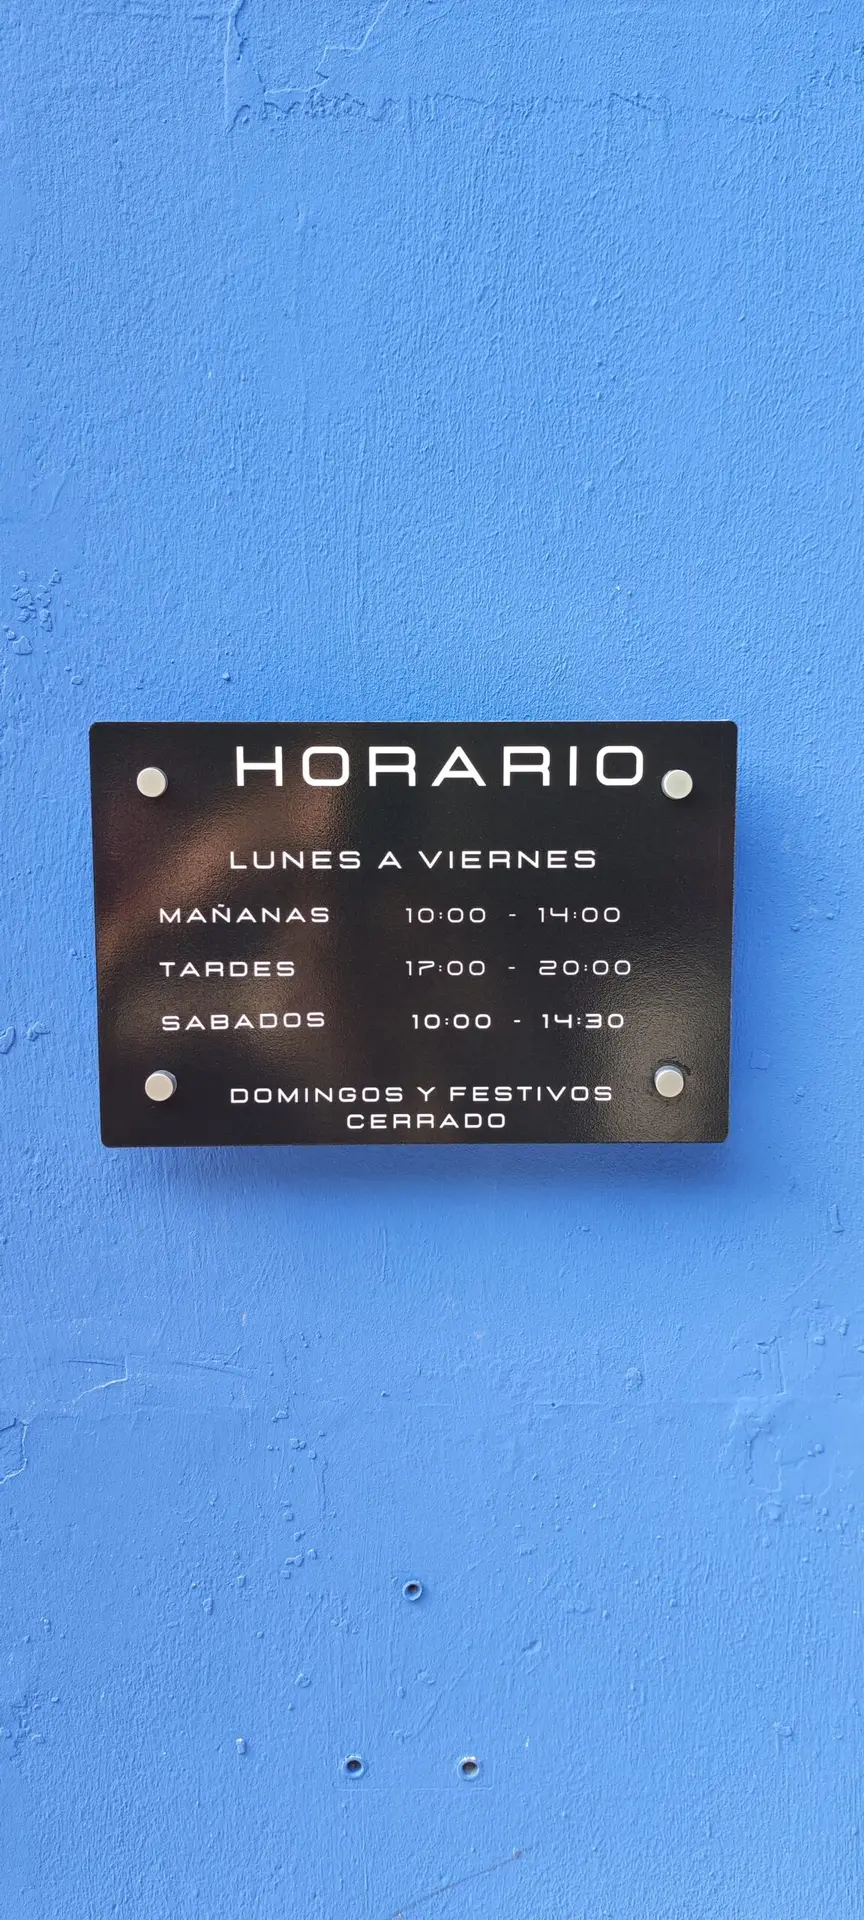 HORARIO
LUNES A VIERNES
MAÑANAS 10:00 - 14:00
TARDES 17:00 - 20:00
SABADOS 10:00 - 14:30
DOMINGOS Y FESTIVOS
CERRADO